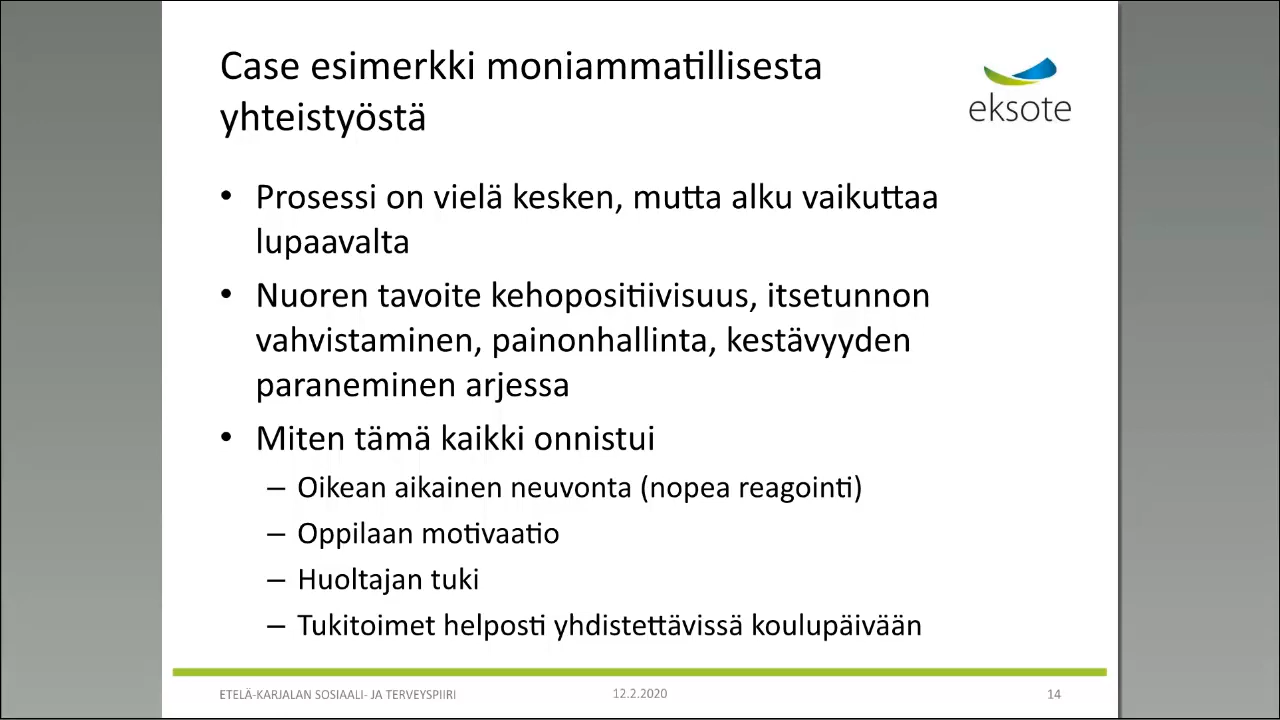 Case esimerkki moniammatillisesta
yhteistyöstä
eksote
• Prosessi on vielä kesken, mutta alku vaikuttaa
lupaavalta
• Nuoren tavoite kehopositiivisuus, itsetunnon
vahvistaminen, painonhallinta, kestävyyden
paraneminen arjessa
• Miten tämä kaikki onnistui
– Oikean aikainen neuvonta (nopea reagointi)
– Oppilaan motivaatio
– Huoltajan tuki
– Tukitoimet helposti yhdistettävissä koulupäivään
ETELÄ-KARJALAN SOSIAALI- JA TERVEYSPIIRI 12.2.2020 14